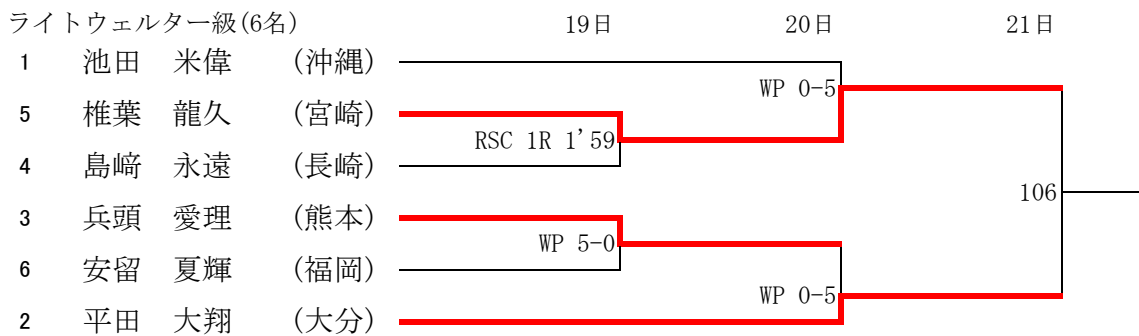 ライトウェルター級(6名) 19日 20日 21日
1 池田 米偉 (沖縄)
WP 0-5
5 椎葉 龍久 (宮崎)
RSC 1R 1'59
4 島﨑 永遠 (長崎)
106
3 兵頭 愛理 (熊本)
WP 5-0
6 安留 夏輝 (福岡)
WP 0-5
2 平田 大翔 (大分)